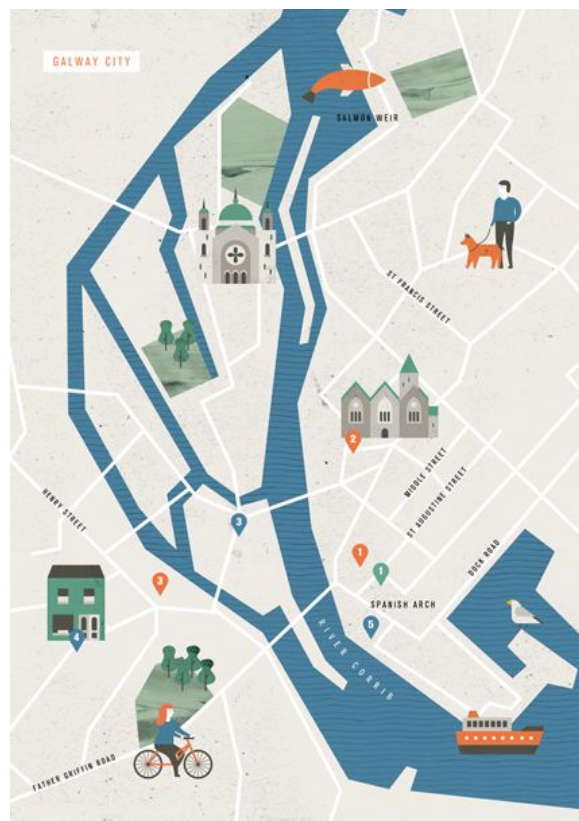 GALWAY CITY
SALMON WEIR
ST FRANCIS STREET
2
MIDDLE STREET
ST AUGUSTINE STREET
HENRY STREET
3
DOCK ROAD
1
1
3
SPANISH ARCH
5
4
RIVER CORRIB
FATHER GRIFFIN ROAD